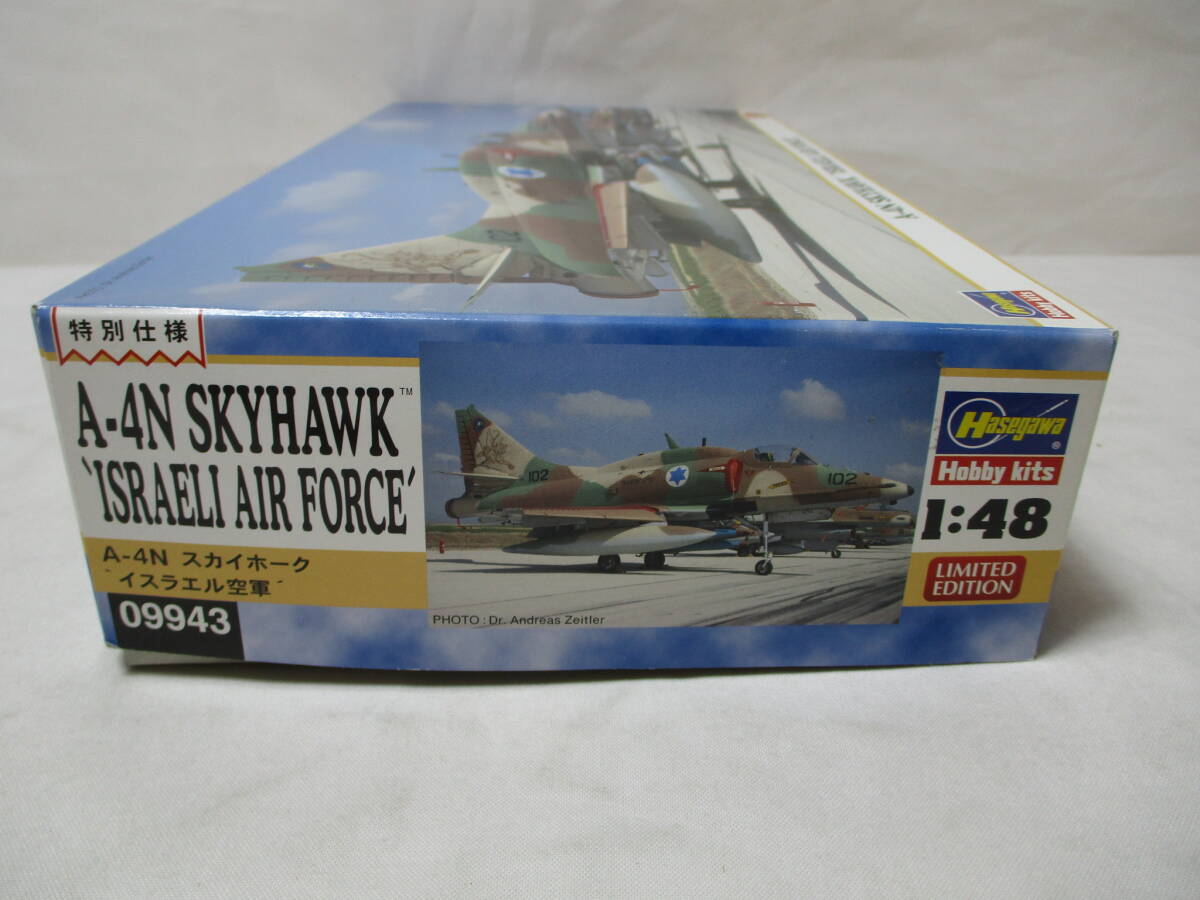 特別仕様
A-4N SKYHAWK™
`ISRAELI AIR FORCE´
A-4N スカイホーク
`イスラエル空軍´
09943
102
102
PHOTO : Dr. Andreas Zeitler
Hasegawa®
Hobby kits
1:48
LIMITED
EDITION
102